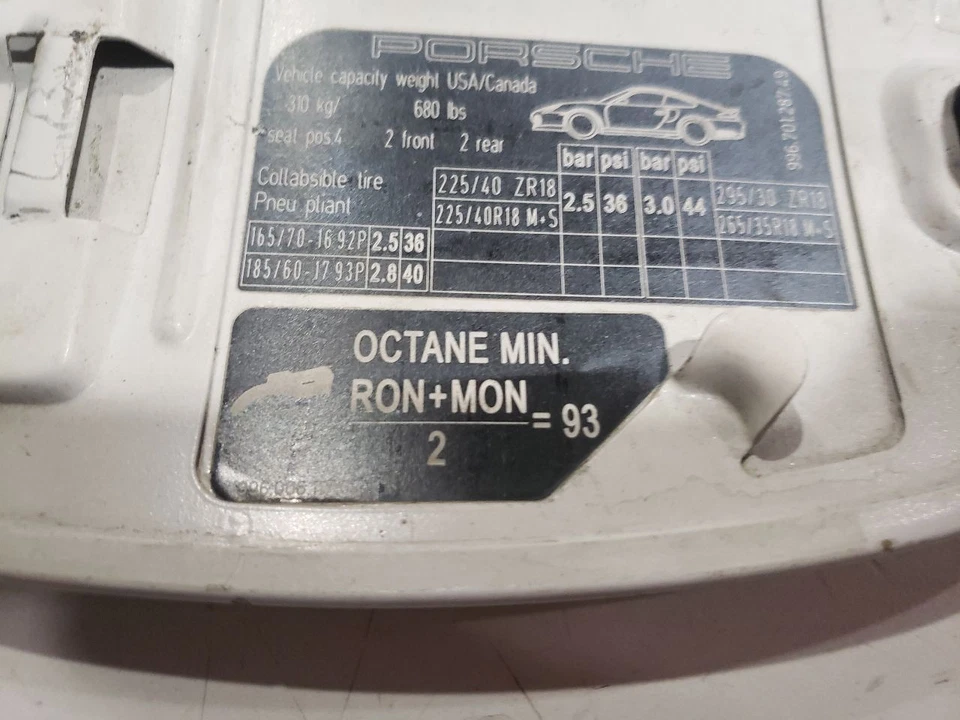 PORSCHE
Vehicle capacity weight USA/Canada
310 kg/ 680 lbs
seat pos.4 2 front 2 rear
996.701.287.49
bar psi bar psi
Collabsible tire
Pneu pliant
225/40 ZR18 2.5 36 3.0 44 295/30 ZR18
225/40R18 M+S 265/35R18 M+S
165/70-16 92P 2.5 36
185/60-17 93P 2.8 40
OCTANE MIN.
RON+MON
2
= 93